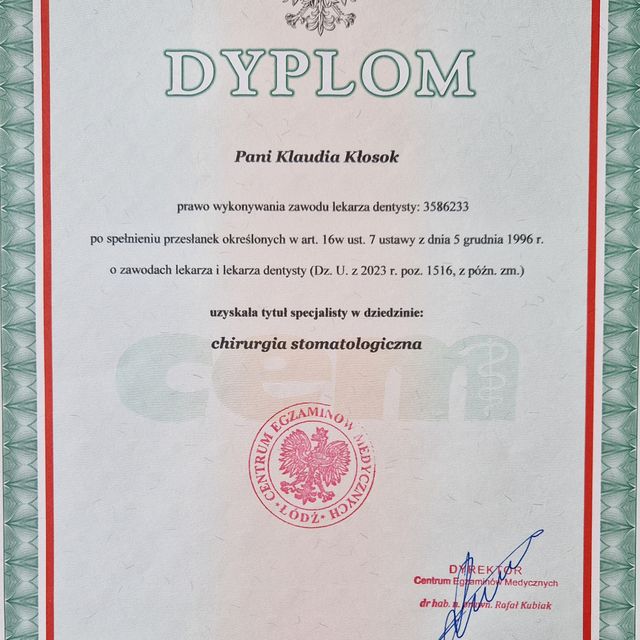 DYPLOM
Pani Klaudia Kłosok
prawo wykonywania zawodu lekarza dentysty: 3586233
po spełnieniu przesłanek określonych w art. 16w ust. 7 ustawy z dnia 5 grudnia 1996 r.
o zawodach lekarza i lekarza dentysty (Dz. U. z 2023 r. poz. 1516, z późn. zm.)
uzyskała tytuł specjalisty w dziedzinie:
chirurgia stomatologiczna
cem
CENTRUM EGZAMINÓW MEDYCZNYCH
ŁÓDŹ
DYREKTOR
Centrum Egzaminów Medycznych
dr hab. n. Rafał Kubiak